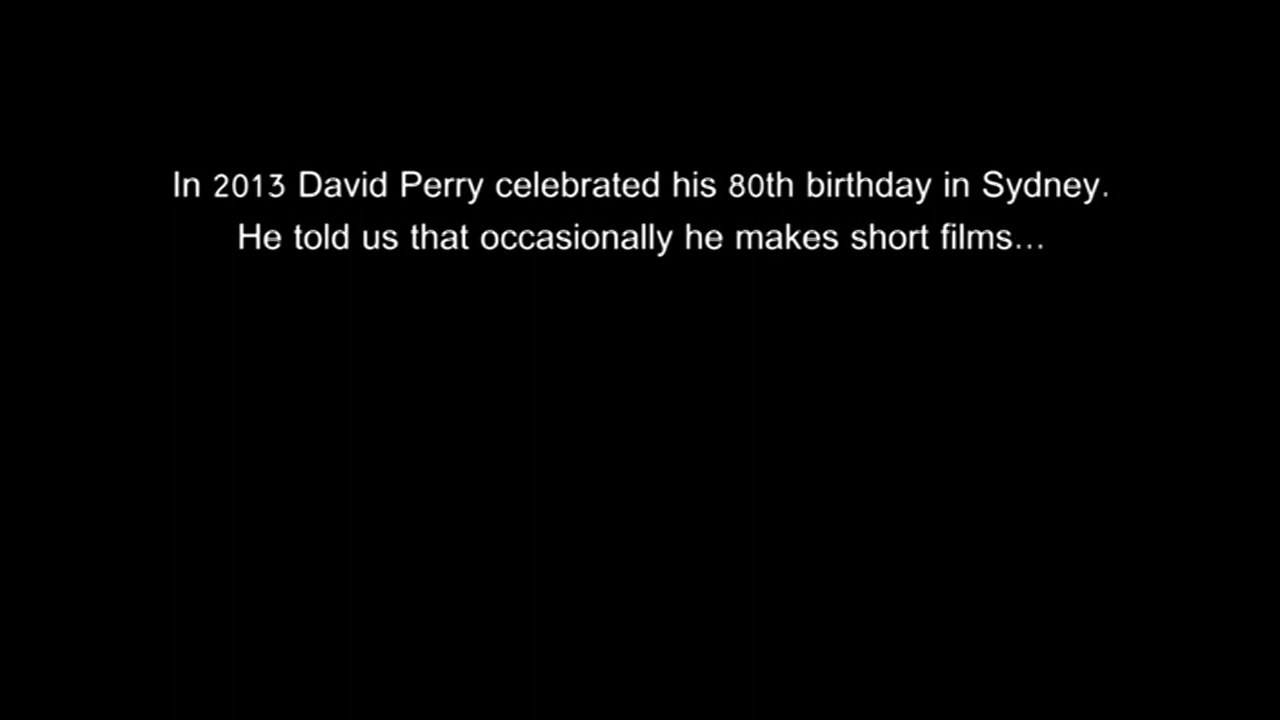 In 2013 David Perry celebrated his 80th birthday in Sydney.
He told us that occasionally he makes short films...